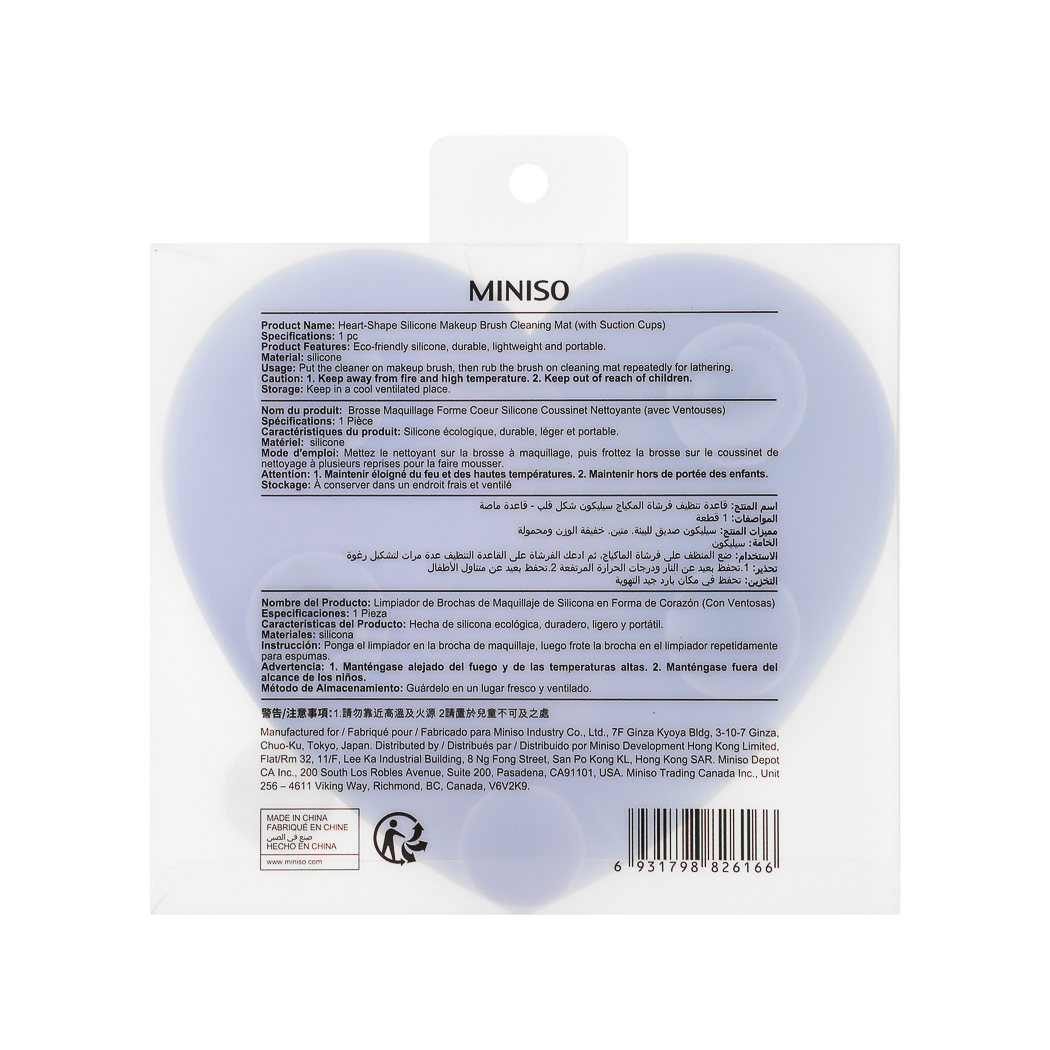 MINISO
Product Name: Heart-Shape Silicone Makeup Brush Cleaning Mat (with Suction Cups)
Specifications: 1 pc
Product Features: Eco-friendly silicone, durable, lightweight and portable.
Material: silicone
Usage: Put the cleaner on makeup brush, then rub the brush on cleaning mat repeatedly for lathering.
Caution: 1. Keep away from fire and high temperature. 2. Keep out of reach of children.
Storage: Keep in a cool ventilated place.
Nom du produit: Brosse Maquillage Forme Coeur Silicone Coussinet Nettoyante (avec Ventouses)
Spécifications: 1 Pièce
Caractéristiques du produit: Silicone écologique, durable, léger et portable.
Matériel: silicone
Mode d'emploi: Mettez le nettoyant sur la brosse à maquillage, puis frottez la brosse sur le coussinet de
nettoyage à plusieurs reprises pour la faire mousser.
Attention: 1. Maintenir éloigné du feu et des hautes températures. 2. Maintenir hors de portée des enfants.
Stockage: À conserver dans un endroit frais et ventilé
اسم المنتج: قاعدة تنظيف فرشاة المكياج سيليكون شكل قلب - قاعدة ماصة
المواصفات: 1 قطعة
مميزات المنتج: سيليكون صديق للبيئة. متين. خفيفة الوزن ومحمولة
الخامة: سيليكون
الاستخدام: ضع المنظف على فرشاة الماكياج، ثم ادعك الفرشاة على القاعدة التنظيف عدة مرات لتشكيل رغوة
تحذير: 1.تحفظ بعيد عن النار ودرجات الحرارة المرتفعة 2.تحفظ بعيد عن متناول الأطفال
التخزين: تحفظ في مكان بارد جيد التهوية
Nombre del Producto: Limpiador de Brochas de Maquillaje de Silicona en Forma de Corazón (Con Ventosas)
Especificaciones: 1 Pieza
Características del Producto: Hecha de silicona ecológica, duradero, ligero y portátil.
Materiales: silicona
Instrucción: Ponga el limpiador en la brocha de maquillaje, luego frote la brocha en el limpiador repetidamente
para espumas.
Advertencia: 1. Manténgase alejado del fuego y de las temperaturas altas. 2. Manténgase fuera del
alcance de los niños.
Método de Almacenamiento: Guárdelo en un lugar fresco y ventilado.
警告/注意事項:1.請勿靠近高溫及火源 2請置於兒童不可及之處
Manufactured for / Fabriqué pour / Fabricado para Miniso Industry Co., Ltd., 7F Ginza Kyoya Bldg, 3-10-7 Ginza,
Chuo-Ku, Tokyo, Japan. Distributed by / Distribués par / Distribuido por Miniso Development Hong Kong Limited,
Flat/Rm 32, 11/F, Lee Ka Industrial Building, 8 Ng Fong Street, San Po Kong KL, Hong Kong SAR. Miniso Depot
CA Inc., 200 South Los Robles Avenue, Suite 200, Pasadena, CA91101, USA. Miniso Trading Canada Inc., Unit
256 – 4611 Viking Way, Richmond, BC, Canada, V6V2K9.
MADE IN CHINA
FABRIQUÉ EN CHINE
صنع في الصين
HECHO EN CHINA
www.miniso.com
6 931798 826166